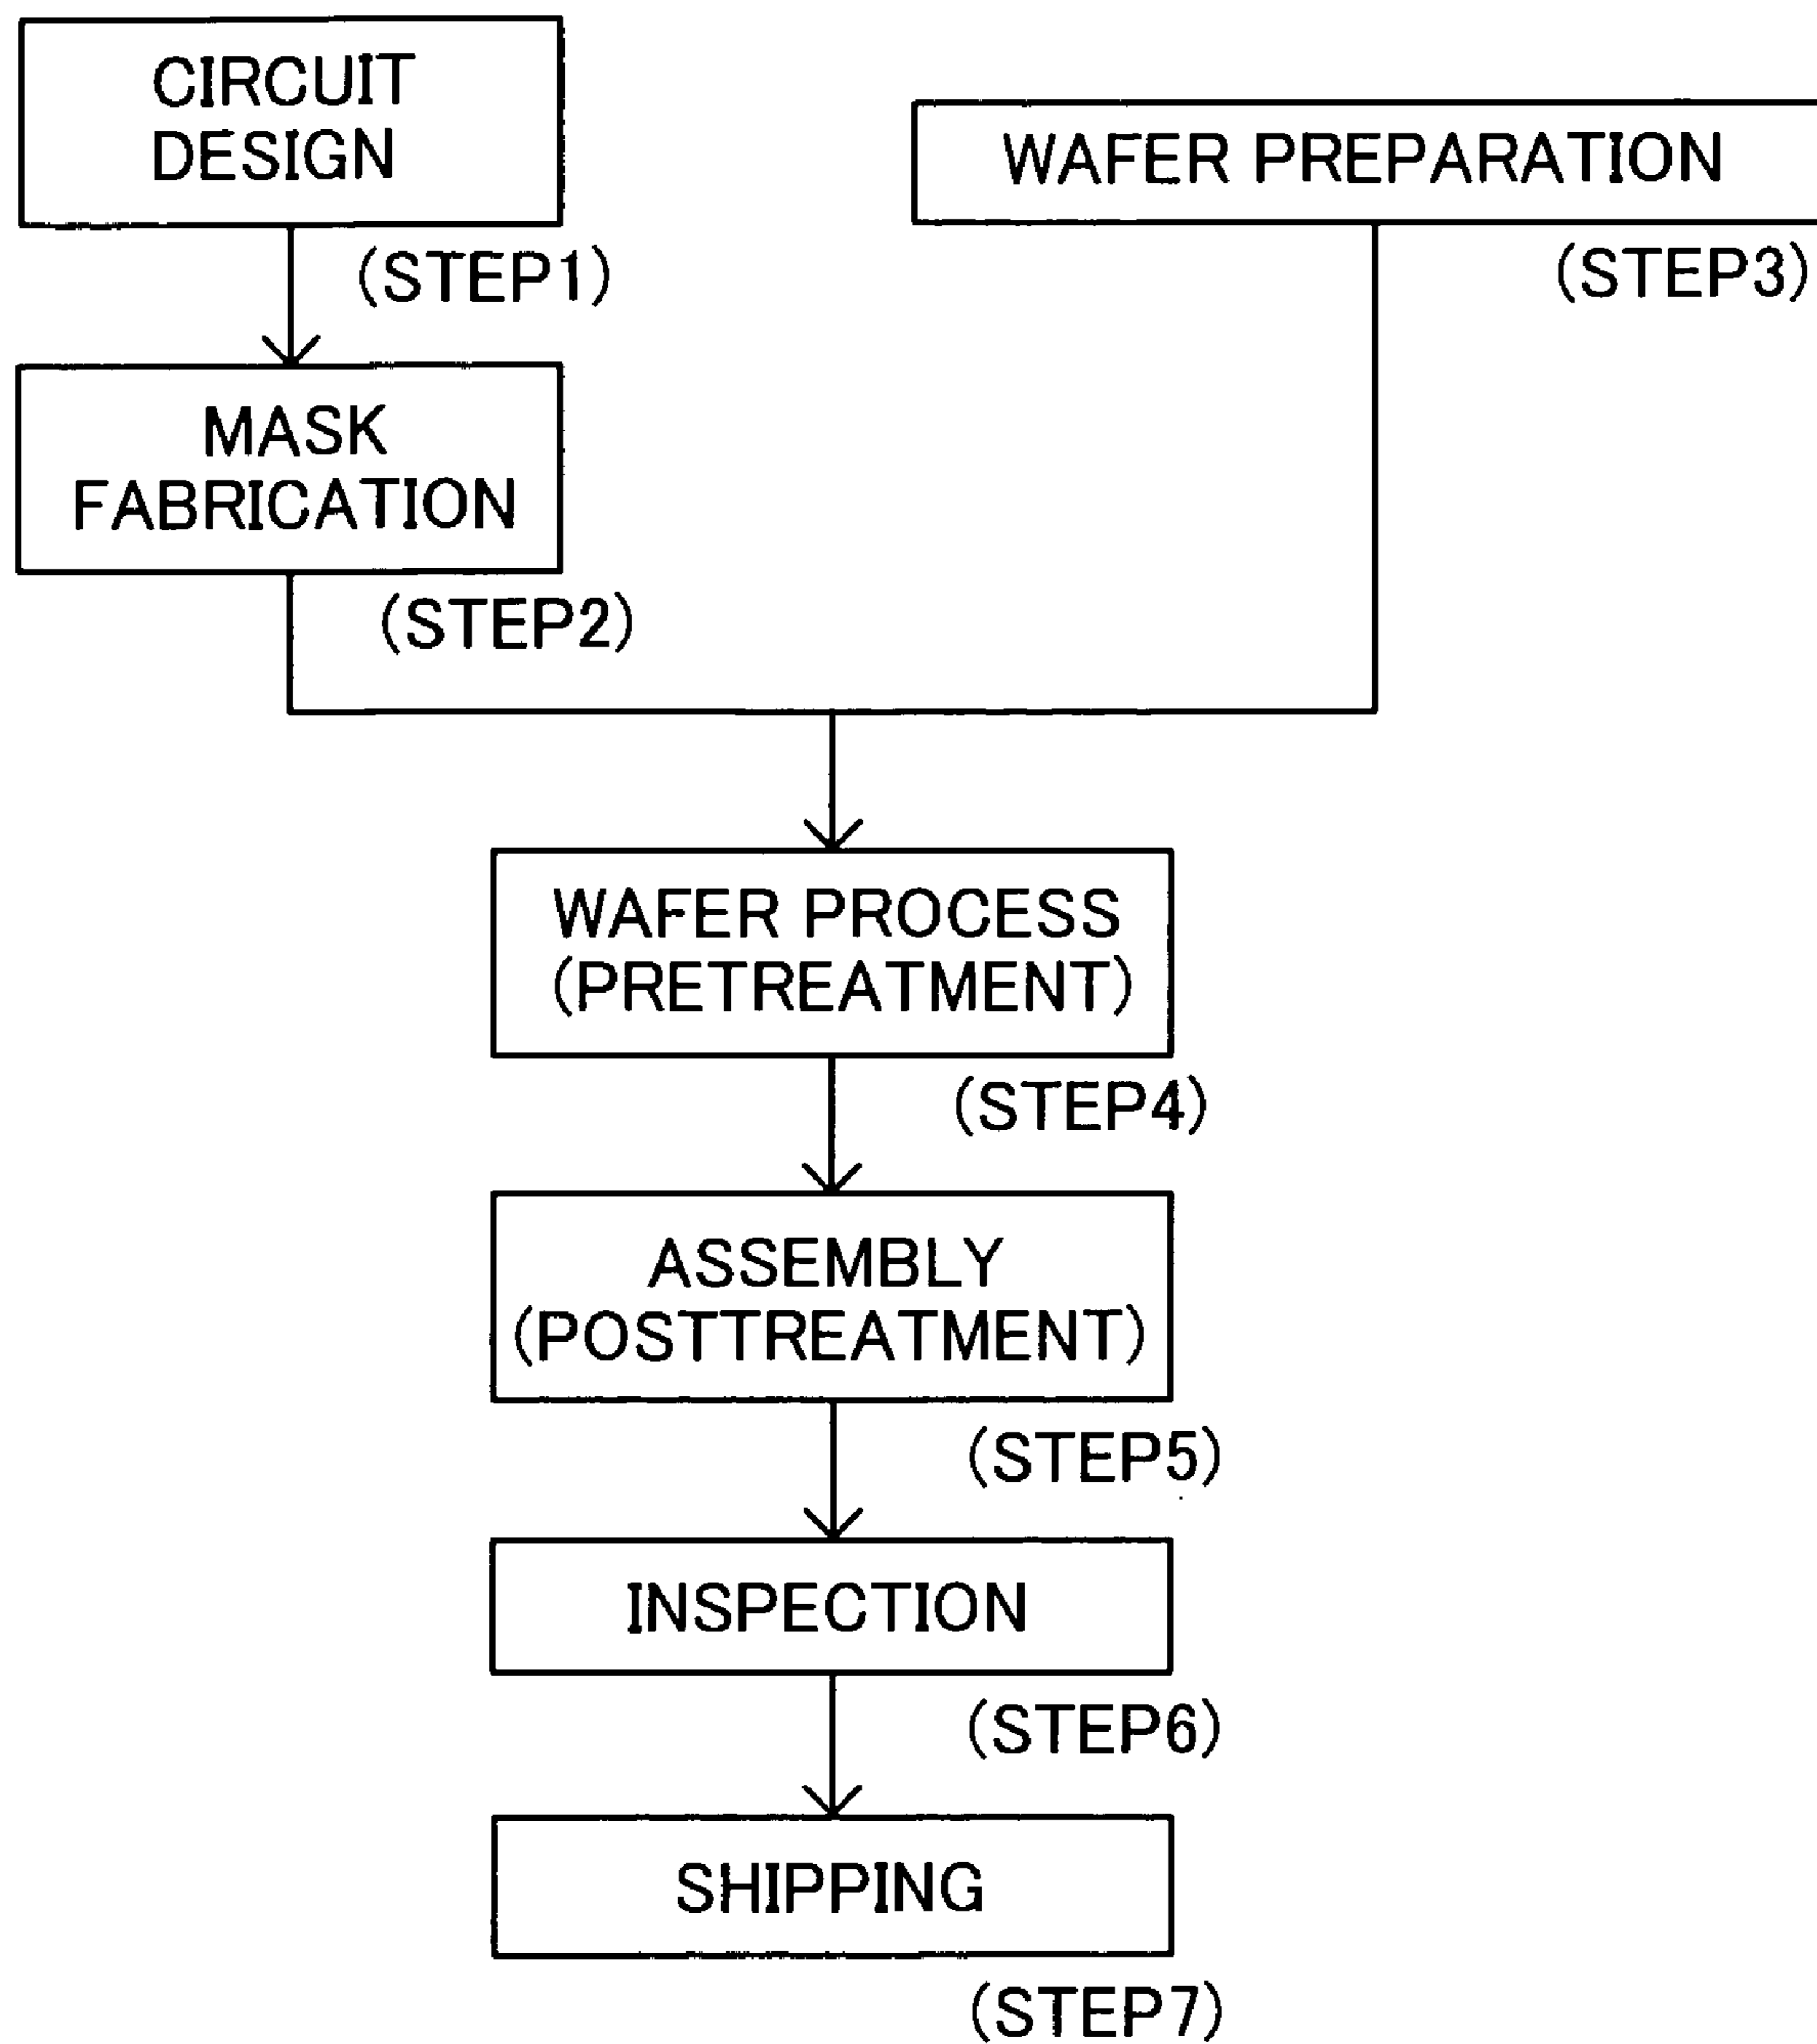 CIRCUIT
DESIGN
(STEP1)
MASK
FABRICATION
(STEP2)
WAFER PREPARATION
(STEP3)
WAFER PROCESS
(PRETREATMENT)
(STEP4)
ASSEMBLY
(POSTTREATMENT)
(STEP5)
INSPECTION
(STEP6)
SHIPPING
(STEP7)